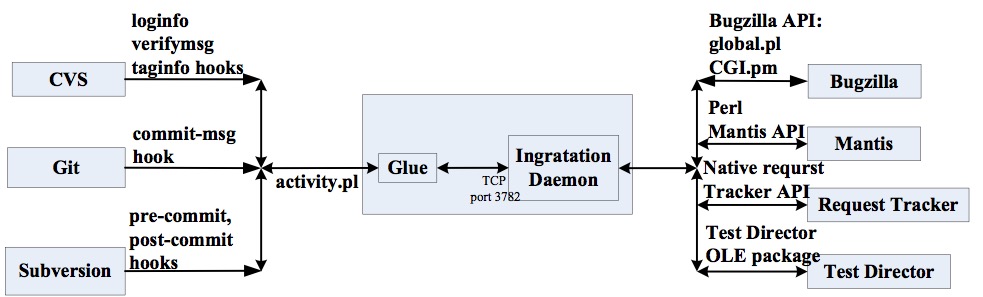 loginfo
verifymsg
taginfo hooks
CVS
commit-msg
hook
Git
pre-commit,
post-commit
hooks
Subversion
activity.pl
Glue
TCP
port 3782
Ingratation
Daemon
Bugzilla API:
global.pl
CGI.pm
Bugzilla
Perl
Mantis API
Mantis
Native requrst
Tracker API
Request Tracker
Test Director
OLE package
Test Director